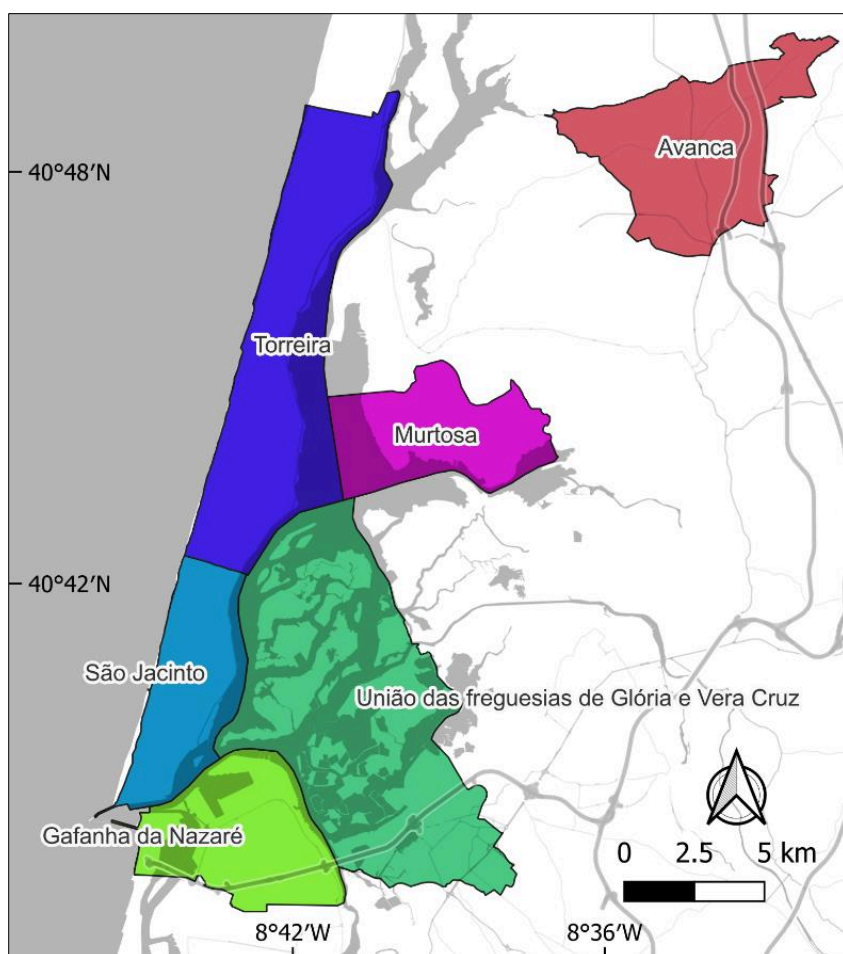 40°48′N
Avanca
Torreira
Murtosa
40°42′N
São Jacinto
União das freguesias de Glória e Vera Cruz
Gafanha da Nazaré
0 2.5 5 km
8°42′W 8°36′W